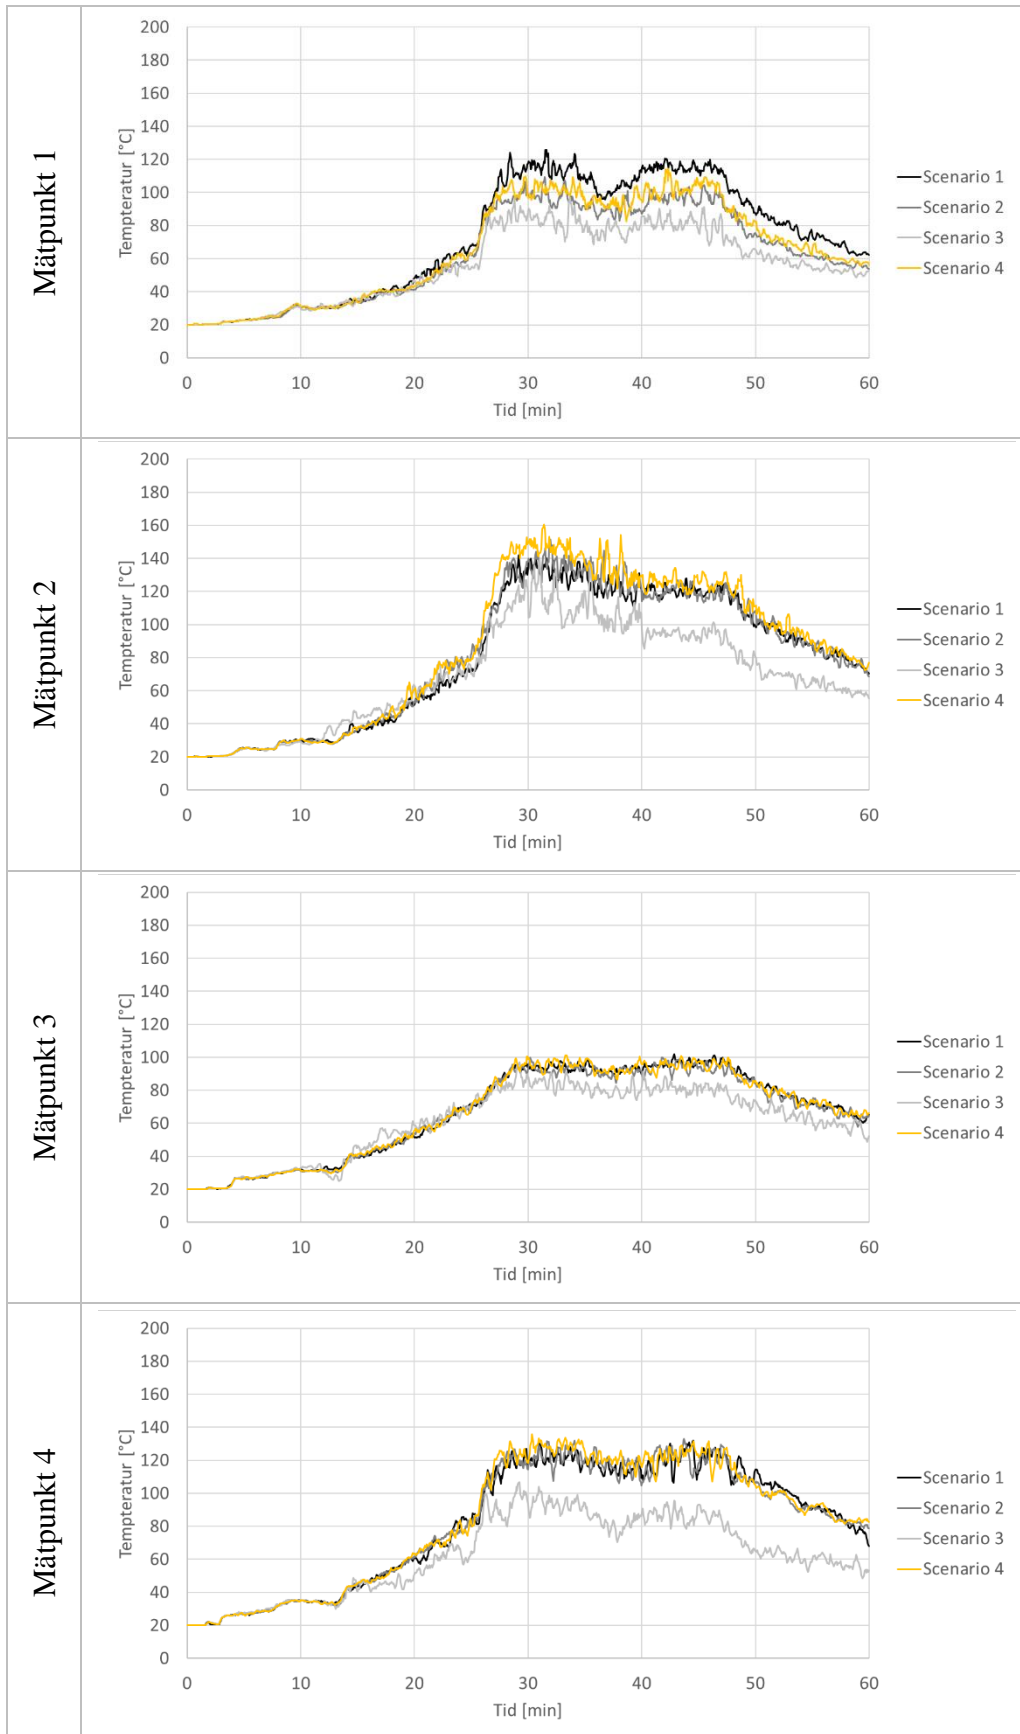 Mätpunkt 1
Tempteratur [°C]
200
180
160
140
120
100
80
60
40
20
0
0 10 20 30 40 50 60
Tid [min]
Scenario 1
Scenario 2
Scenario 3
Scenario 4
Mätpunkt 2
Tempteratur [°C]
200
180
160
140
120
100
80
60
40
20
0
0 10 20 30 40 50 60
Tid [min]
Scenario 1
Scenario 2
Scenario 3
Scenario 4
Mätpunkt 3
Tempteratur [°C]
200
180
160
140
120
100
80
60
40
20
0
0 10 20 30 40 50 60
Tid [min]
Scenario 1
Scenario 2
Scenario 3
Scenario 4
Mätpunkt 4
Tempteratur [°C]
200
180
160
140
120
100
80
60
40
20
0
0 10 20 30 40 50 60
Tid [min]
Scenario 1
Scenario 2
Scenario 3
Scenario 4